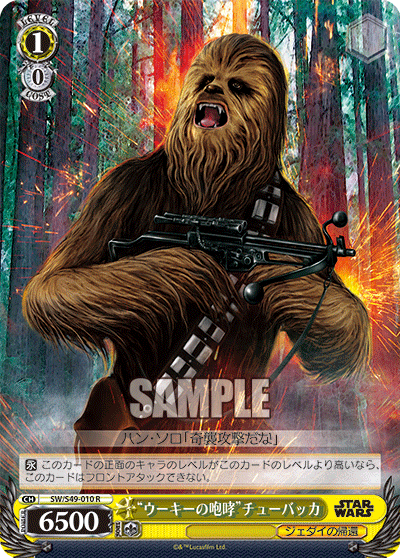 LEVEL
1
0
COST
SAMPLE
ハン・ソロ「奇襲攻撃だな」
永 このカードの正面のキャラのレベルがこのカードのレベルより高いなら、
このカードはフロントアタックできない。
CH SW/S49-010 R
POWER
6500
“ウーキーの咆哮”チューバッカ
STAR WARS
ジェダイの帰還
©&™Lucasfilm Ltd.